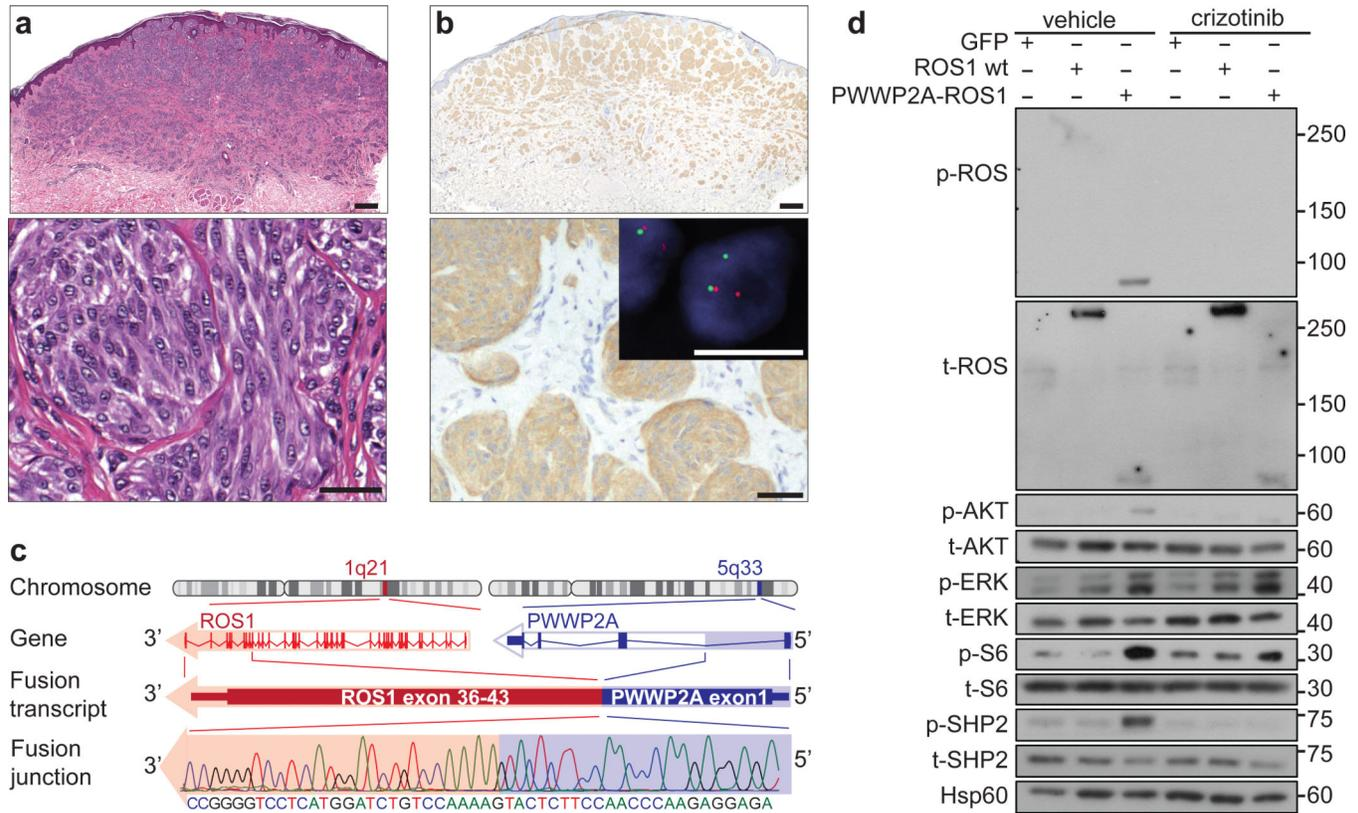 a
b
c
Chromosome
1q21
5q33
Gene
3’
ROS1
PWWP2A
5’
Fusion
transcript
3’
ROS1 exon 36-43
PWWP2A exon1
5’
Fusion
junction
3’
5’
CCGGGGTCCTCATGGATCTGTCCAAAAGTACTCTTCCAACCCAAGAGGAGA
d
vehicle
crizotinib
GFP + – – + – –
ROS1 wt – + – – + –
PWWP2A-ROS1 – – + – – +
p-ROS
250
150
100
t-ROS
250
150
100
p-AKT 60
t-AKT 60
p-ERK 40
t-ERK 40
p-S6 30
t-S6 30
p-SHP2 75
t-SHP2 75
Hsp60 60